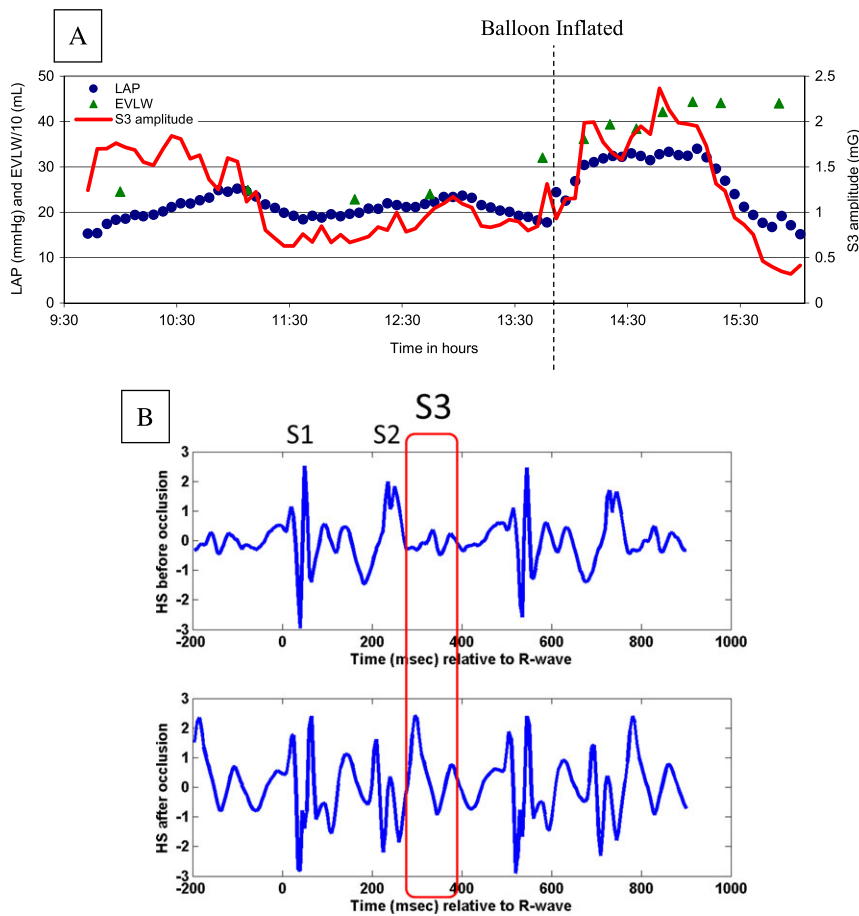 A
Balloon Inflated
LAP (mmHg) and EVLW/10 (mL)
50
40
30
20
10
0
LAP
EVLW
S3 amplitude
2.5
2
1.5
1
0.5
0
S3 amplitude (mG)
9:30 10:30 11:30 12:30 13:30 14:30 15:30
Time in hours
B
S1 S2 S3
HS before occlusion
3
2
1
0
-1
-2
-3
-200 0 200 400 600 800 1000
Time (msec) relative to R-wave
HS after occlusion
3
2
1
0
-1
-2
-3
-200 0 200 400 600 800 1000
Time (msec) relative to R-wave